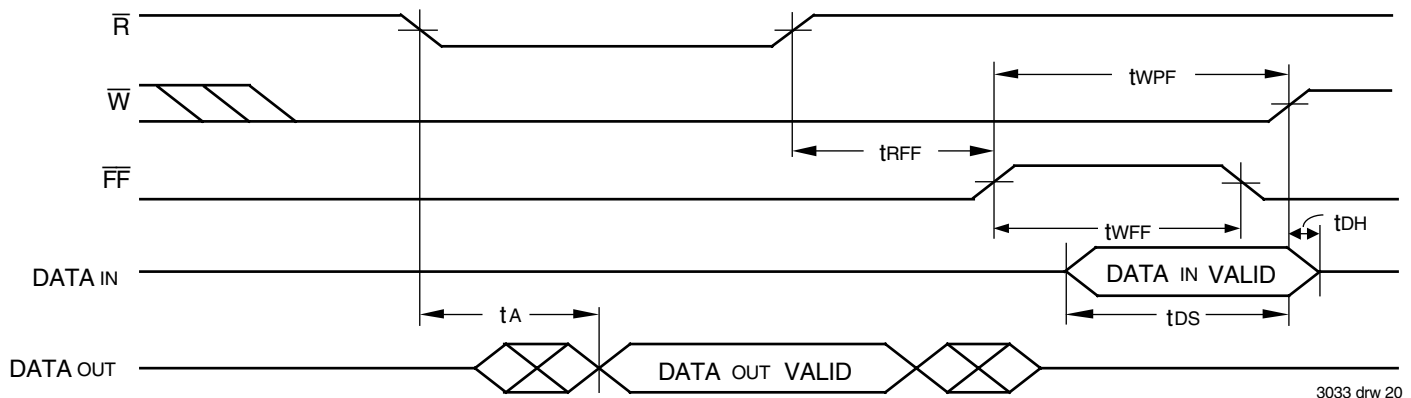 R̅
W̅
tWPF
tRFF
F̅F̅
tWFF
tDH
DATA IN
DATA IN VALID
tA
tDS
DATA OUT
DATA OUT VALID
3033 drw 20